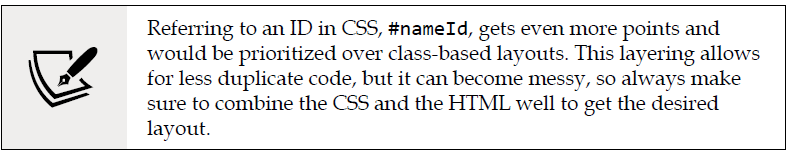 Referring to an ID in CSS, #nameId, gets even more points and
would be prioritized over class-based layouts. This layering allows
for less duplicate code, but it can become messy, so always make
sure to combine the CSS and the HTML well to get the desired
layout.